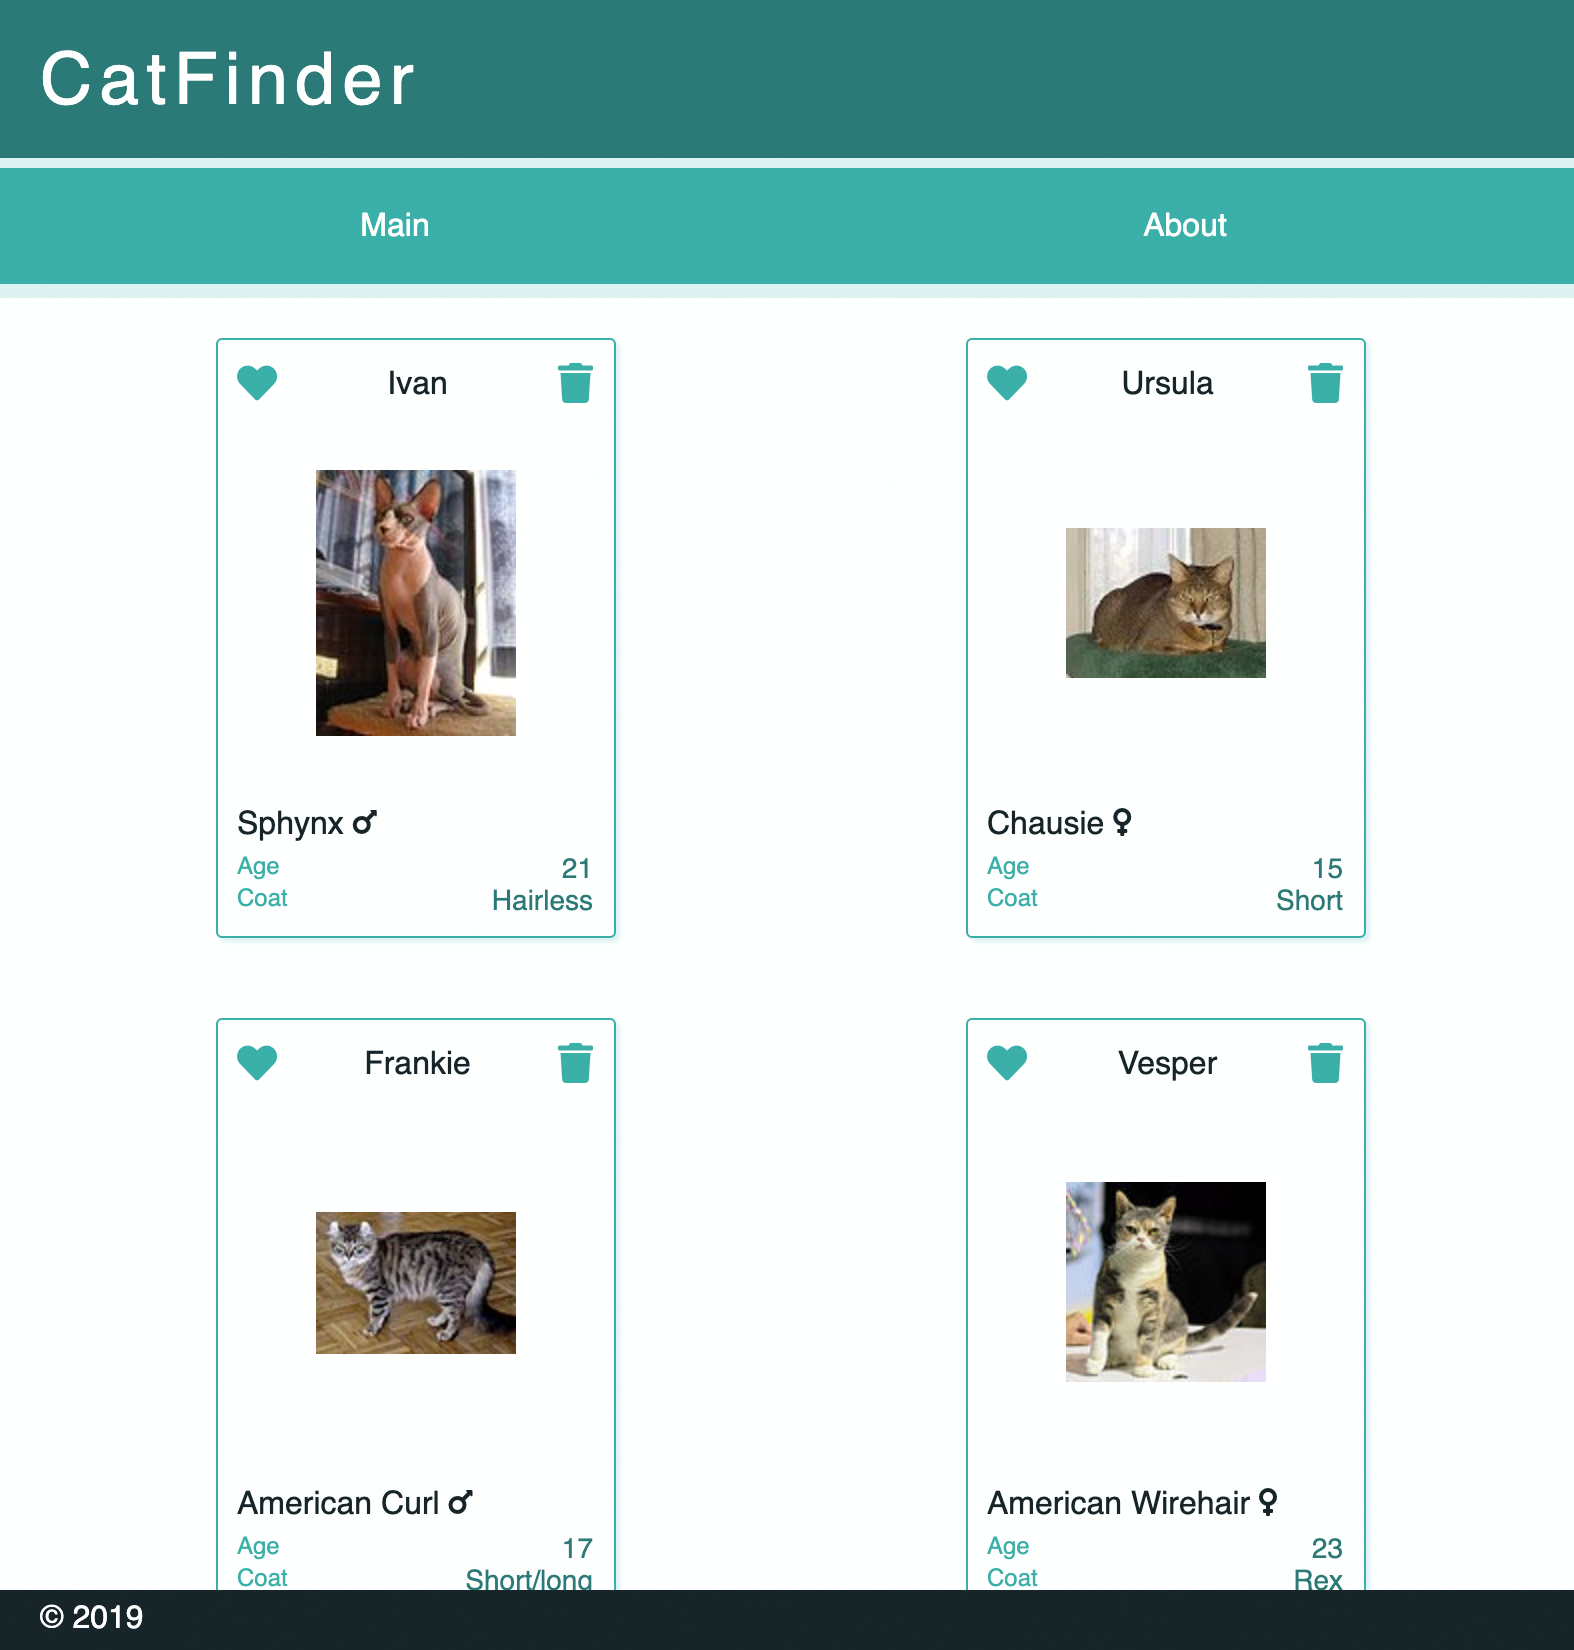 CatFinder
Main About
Ivan
Sphynx ♂
Age 21
Coat Hairless
Ursula
Chausie ♀
Age 15
Coat Short
Frankie
American Curl ♂
Age 17
Coat Short/long
Vesper
American Wirehair ♀
Age 23
Coat Rex
© 2019